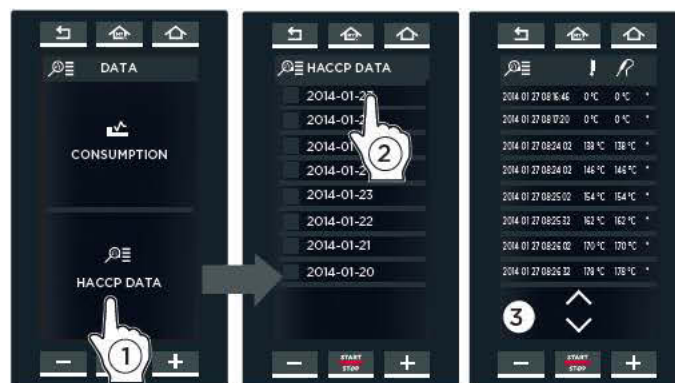 DATA
CONSUMPTION
HACCP DATA
1
− +
HACCP DATA
2014-01-27
2014-01-2
2014-01
2014-01-2
2
2014-01-23
2014-01-22
2014-01-21
2014-01-20
− START STOP +
2014 01 27 08 16:46 0 °C 0 °C *
2014 01 27 08 17:20 0 °C 0 °C *
2014 01 27 08:24 02 138 °C 138 °C *
2014 01 27 08:24 02 146 °C 146 °C *
2014 01 27 08:25 02 154 °C 154 °C *
2014 01 27 08:25 32 162 °C 162 °C *
2014 01 27 08:26 02 170 °C 170 °C *
2014 01 27 08:26 32 178 °C 178 °C *
3
− START STOP +